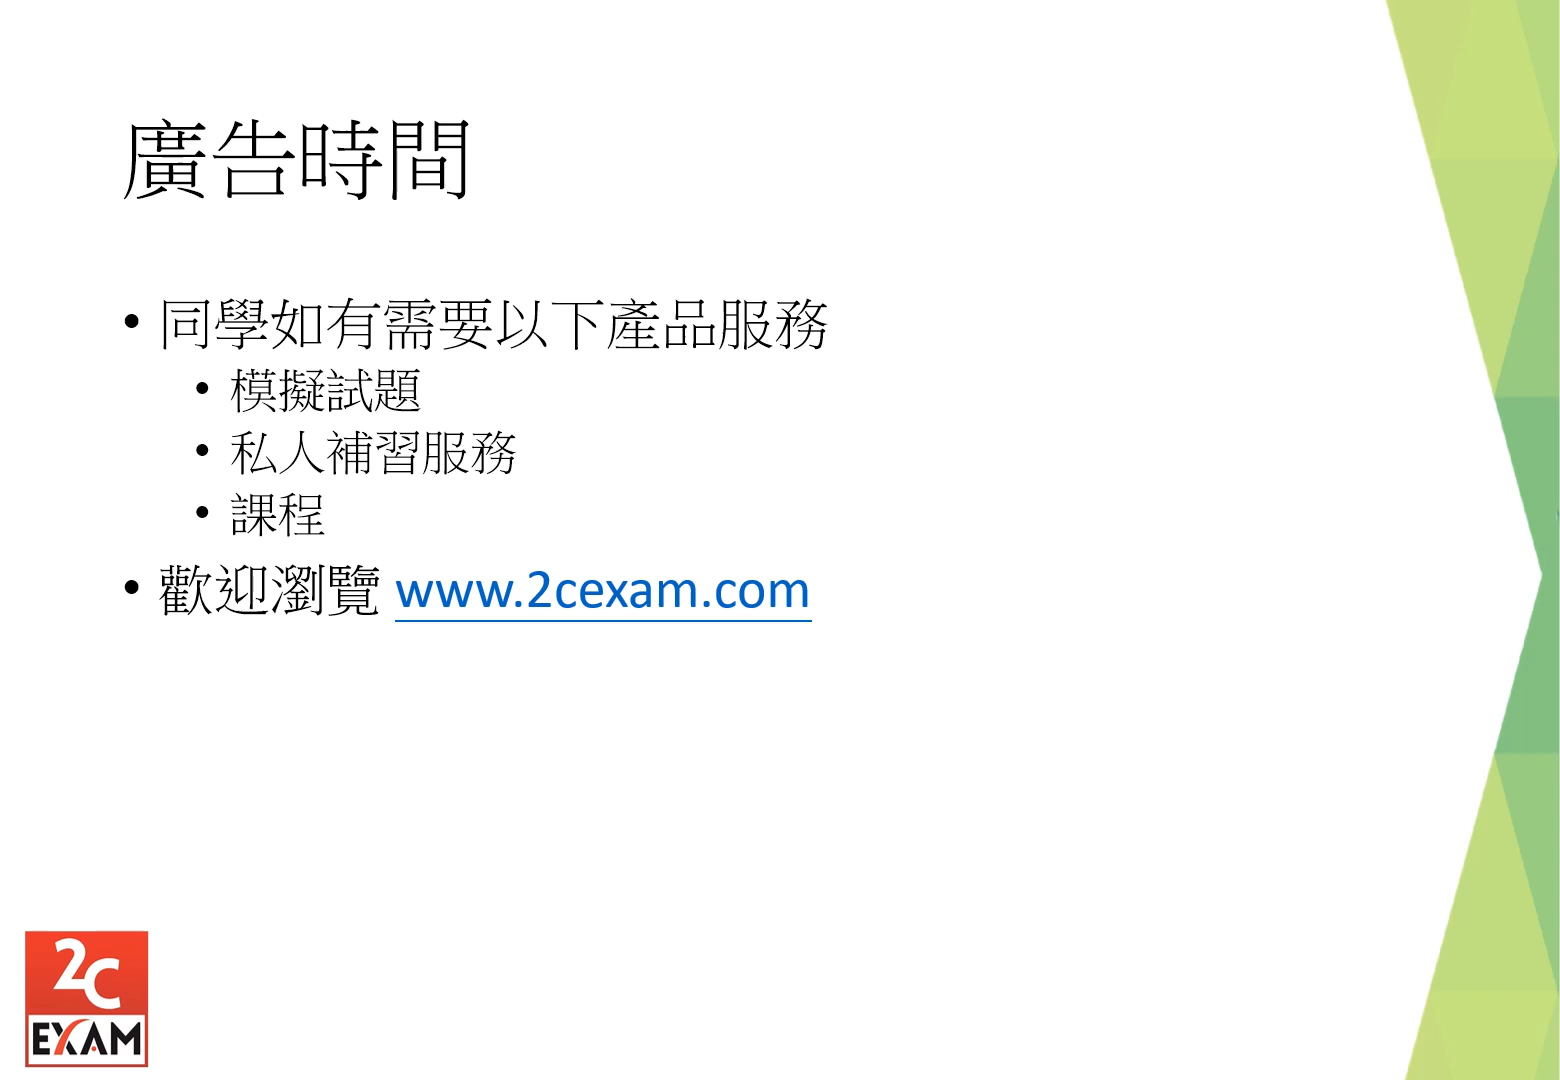 廣告時間
• 同學如有需要以下產品服務
• 模擬試題
• 私人補習服務
• 課程
• 歡迎瀏覽 www.2cexam.com
2C
EXAM